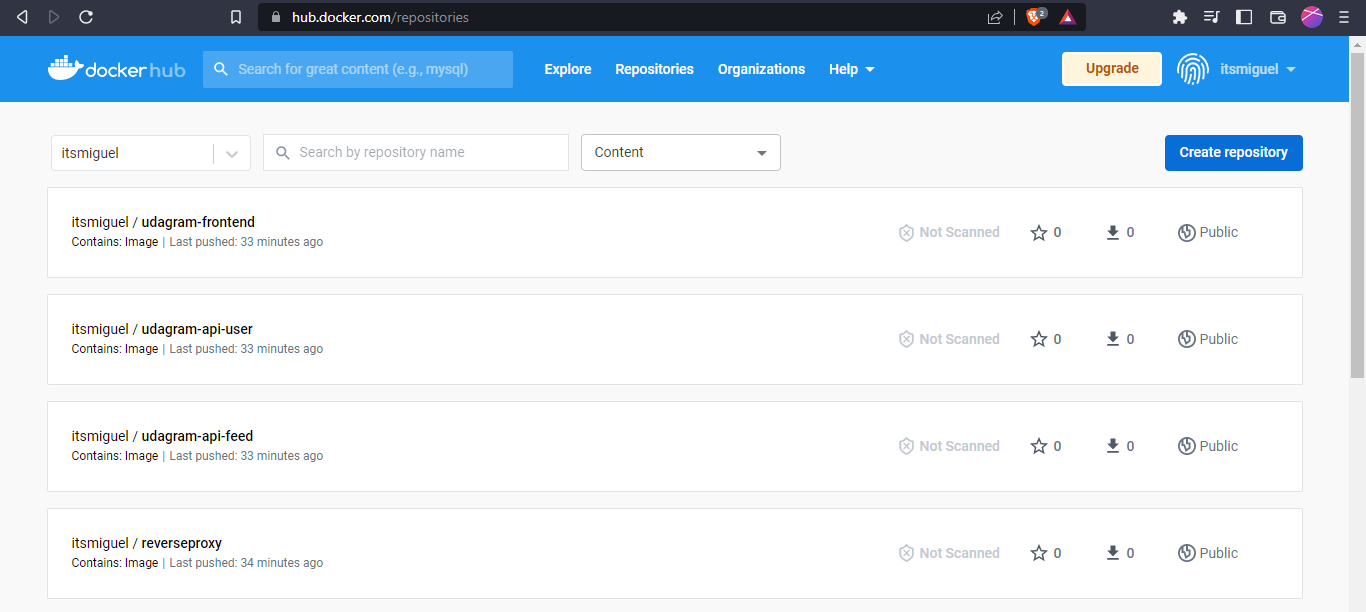 hub.docker.com/repositories
2
docker hub
Search for great content (e.g., mysql)
Explore
Repositories
Organizations
Help
Upgrade
itsmiguel
itsmiguel
Search by repository name
Content
Create repository
itsmiguel / udagram-frontend
Contains: Image | Last pushed: 33 minutes ago
Not Scanned
0
0
Public
itsmiguel / udagram-api-user
Contains: Image | Last pushed: 33 minutes ago
Not Scanned
0
0
Public
itsmiguel / udagram-api-feed
Contains: Image | Last pushed: 33 minutes ago
Not Scanned
0
0
Public
itsmiguel / reverseproxy
Contains: Image | Last pushed: 34 minutes ago
Not Scanned
0
0
Public